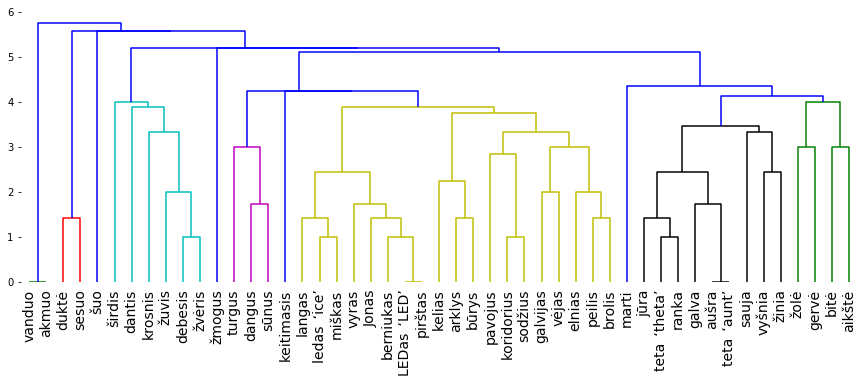 6
5
4
3
2
1
0
vanduo
akmuo
duktė
sesuo
šuo
širdis
dantis
krosnis
žuvis
debesis
žvėris
žmogus
turgus
dangus
sūnus
keitimasis
langas
ledas ‘ice’
miškas
vyras
jonas
berniukas
LEDas ‘LED’
pirštas
kelias
arklys
būrys
pavojus
koridorius
sodžius
galvijas
vėjas
elnias
peilis
brolis
marti
jūra
teta ‘theta’
ranka
galva
aušra
teta ‘aunt’
sauja
vyšnia
žinia
žolė
gervė
bitė
aikštė